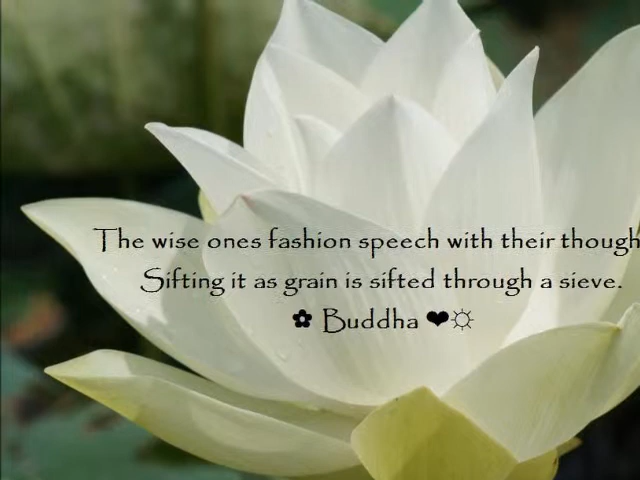 The wise ones fashion speech with their though
Sifting it as grain is sifted through a sieve.
✿ Buddha ❤☼